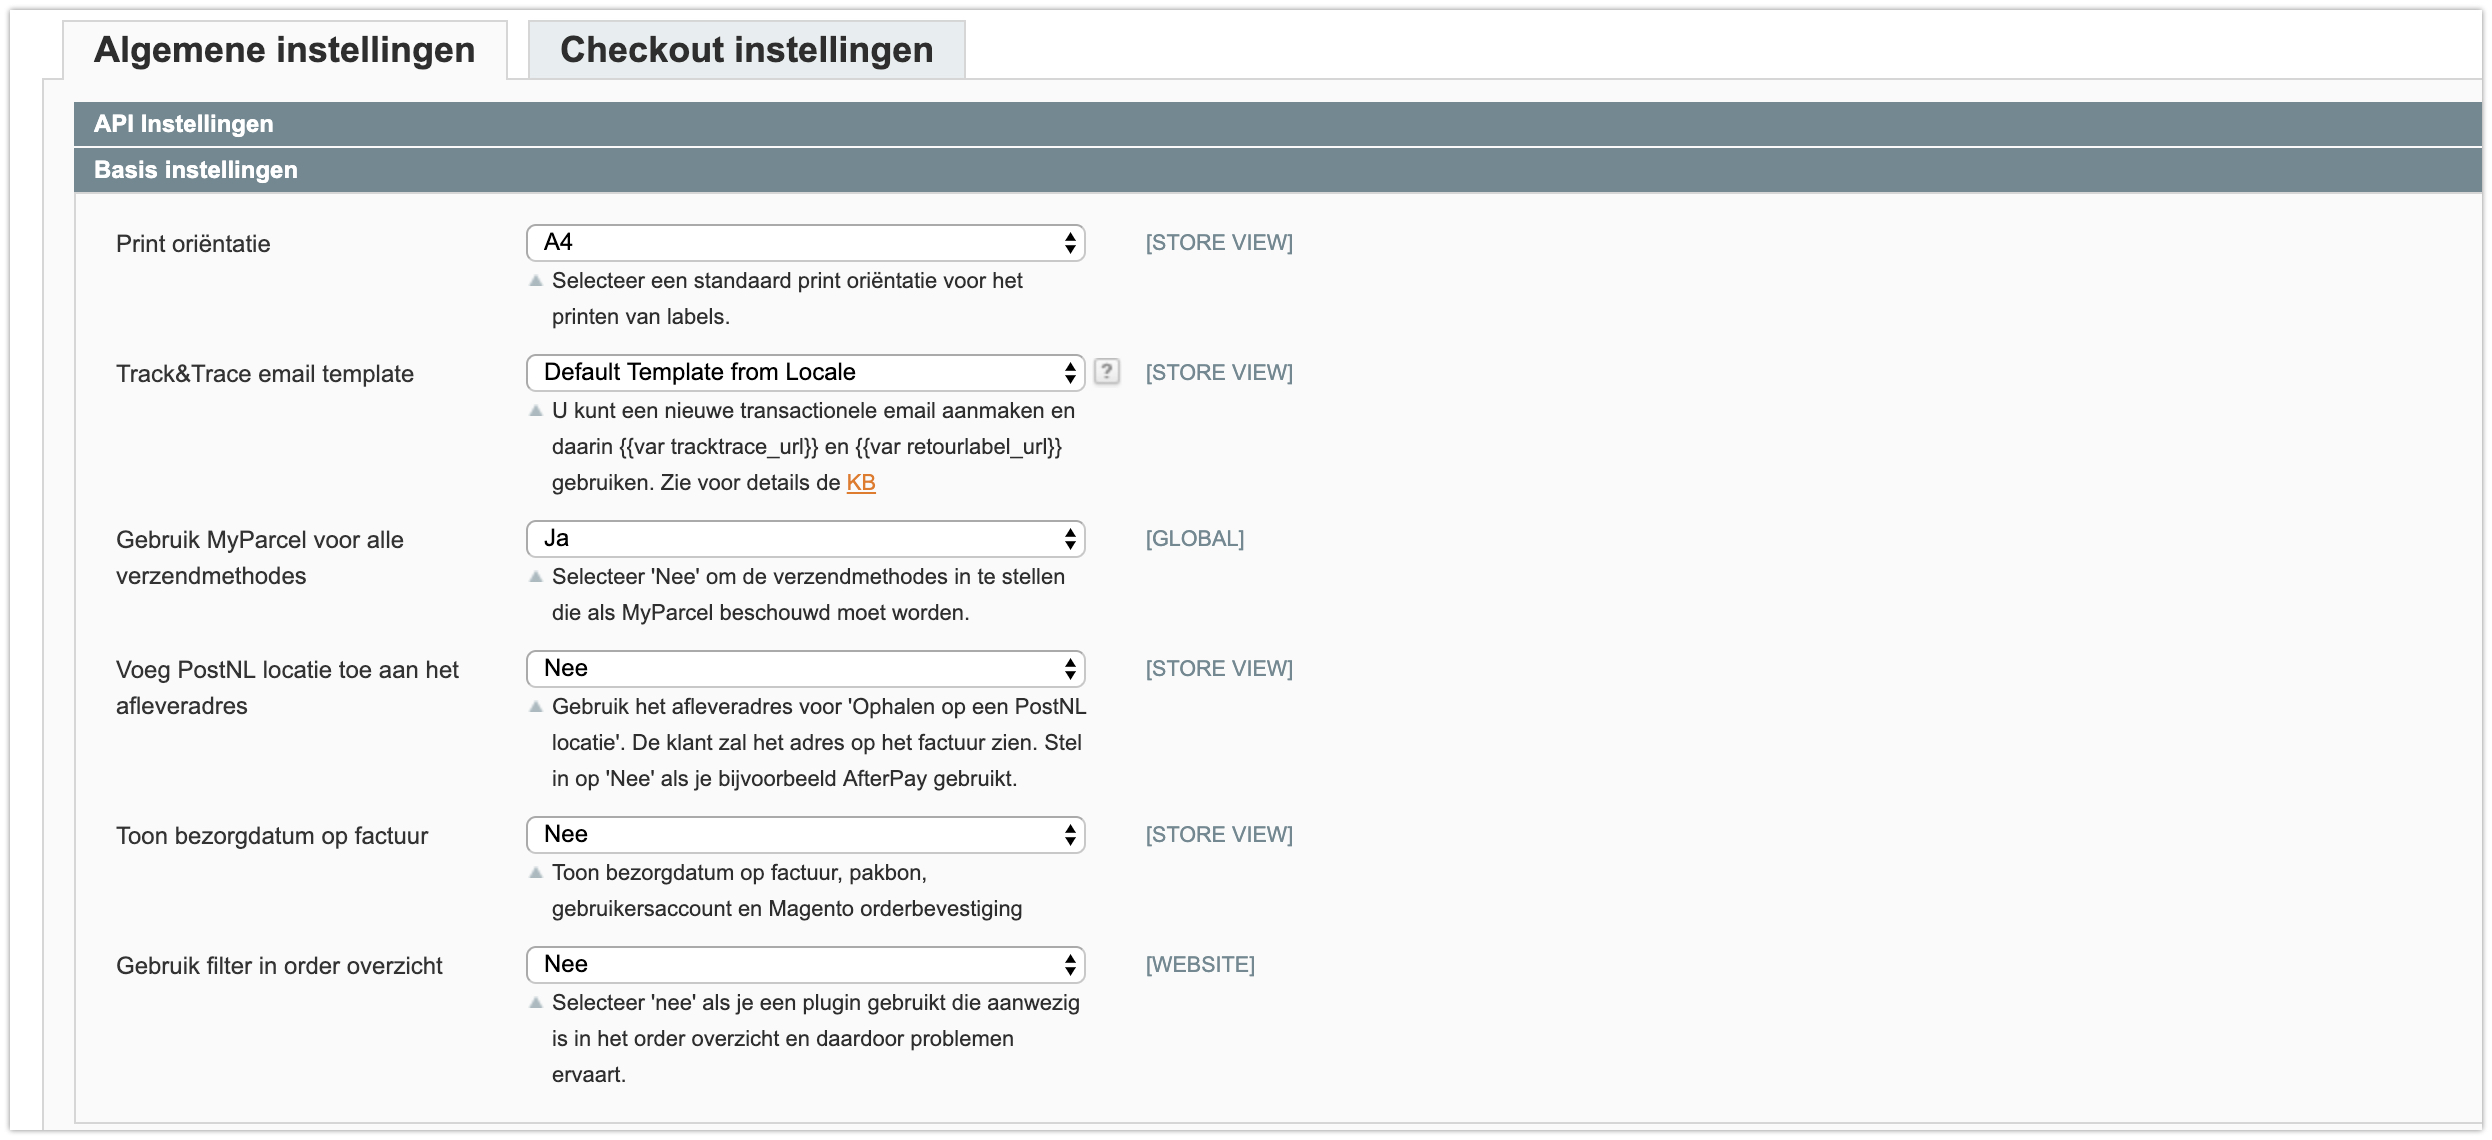 Algemene instellingen
Checkout instellingen
API Instellingen
Basis instellingen
Print oriëntatie
A4
[STORE VIEW]
Selecteer een standaard print oriëntatie voor het
printen van labels.
Track&Trace email template
Default Template from Locale
?
[STORE VIEW]
U kunt een nieuwe transactionele email aanmaken en
daarin {{var tracktrace_url}} en {{var retourlabel_url}}
gebruiken. Zie voor details de KB
Gebruik MyParcel voor alle
verzendmethodes
Ja
[GLOBAL]
Selecteer 'Nee' om de verzendmethodes in te stellen
die als MyParcel beschouwd moet worden.
Voeg PostNL locatie toe aan het
afleveradres
Nee
[STORE VIEW]
Gebruik het afleveradres voor 'Ophalen op een PostNL
locatie'. De klant zal het adres op het factuur zien. Stel
in op 'Nee' als je bijvoorbeeld AfterPay gebruikt.
Toon bezorgdatum op factuur
Nee
[STORE VIEW]
Toon bezorgdatum op factuur, pakbon,
gebruikersaccount en Magento orderbevestiging
Gebruik filter in order overzicht
Nee
[WEBSITE]
Selecteer 'nee' als je een plugin gebruikt die aanwezig
is in het order overzicht en daardoor problemen
ervaart.